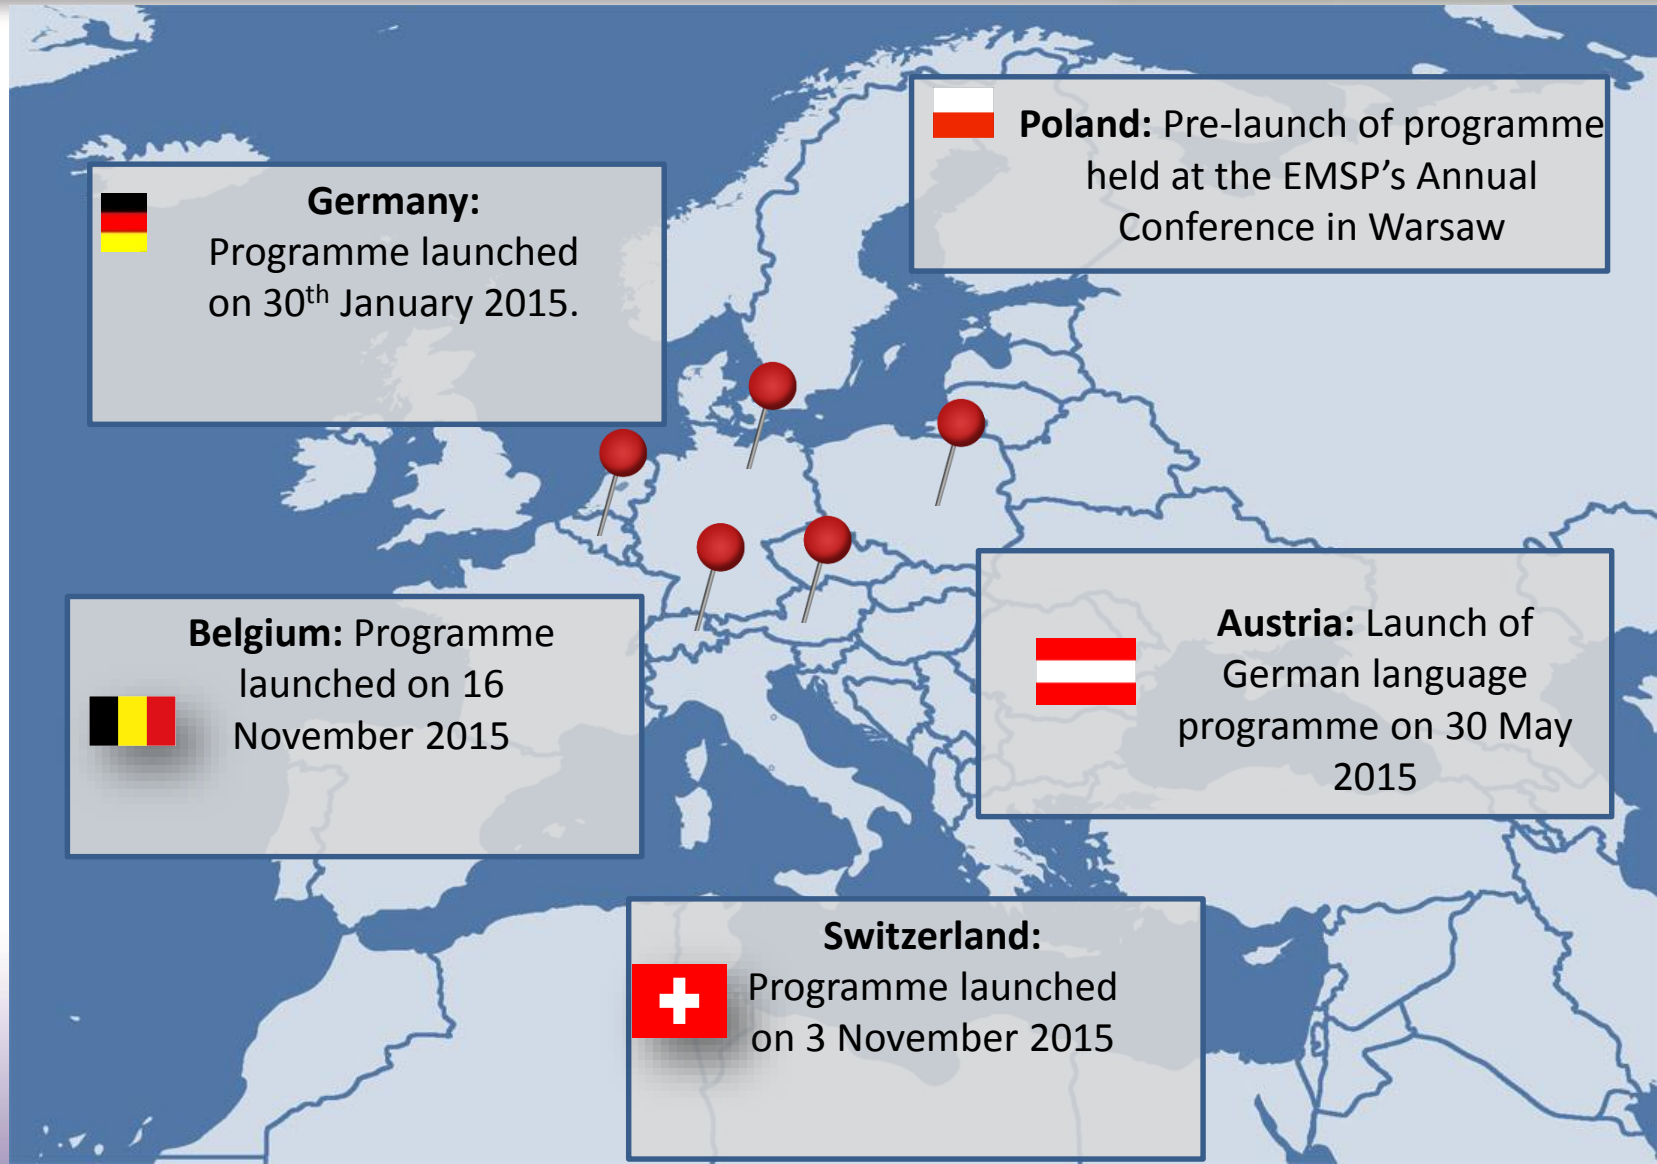 Germany:
Programme launched
on 30th January 2015.
Poland: Pre-launch of programme
held at the EMSP’s Annual
Conference in Warsaw
Belgium: Programme
launched on 16
November 2015
Austria: Launch of
German language
programme on 30 May
2015
Switzerland:
Programme launched
on 3 November 2015